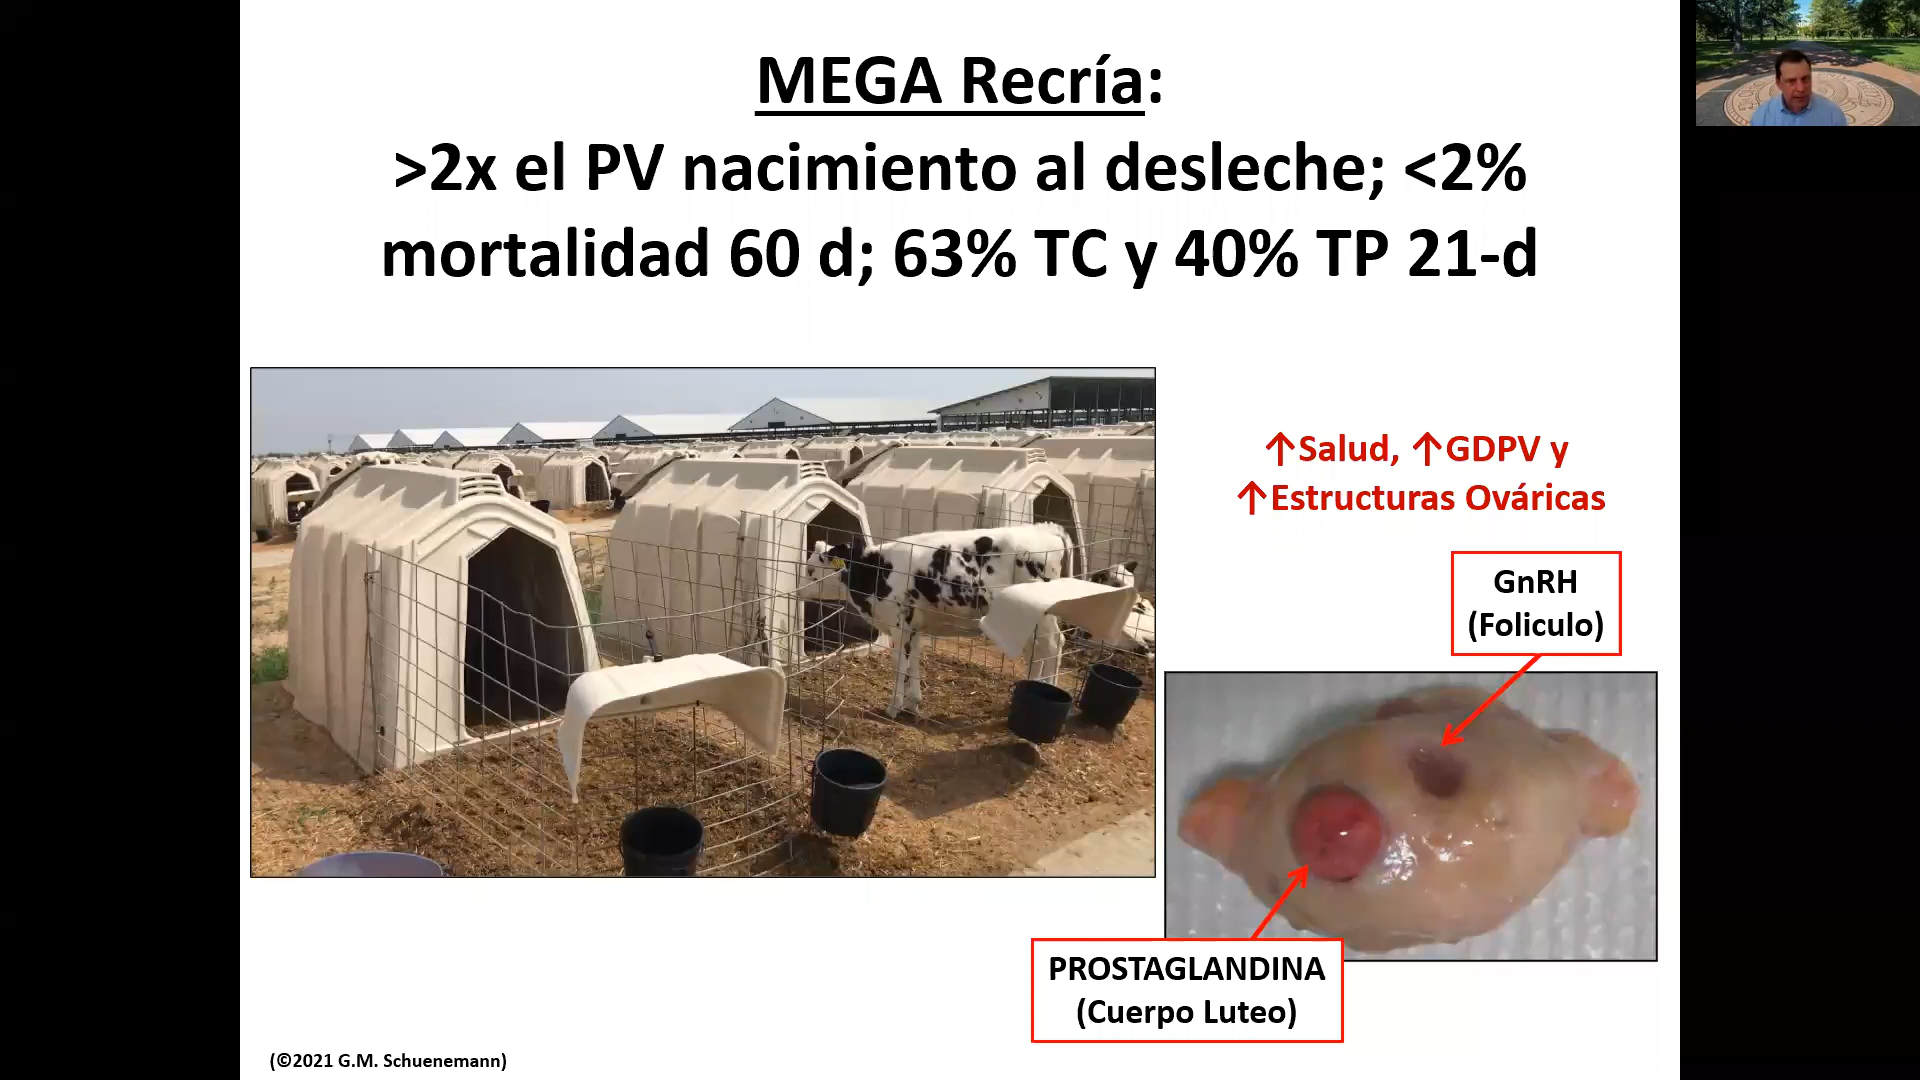 MEGA Recría:
>2x el PV nacimiento al desleche; <2%
mortalidad 60 d; 63% TC y 40% TP 21-d
↑Salud, ↑GDPV y
↑Estructuras Ováricas
GnRH
(Foliculo)
PROSTAGLANDINA
(Cuerpo Luteo)
(©2021 G.M. Schuenemann)